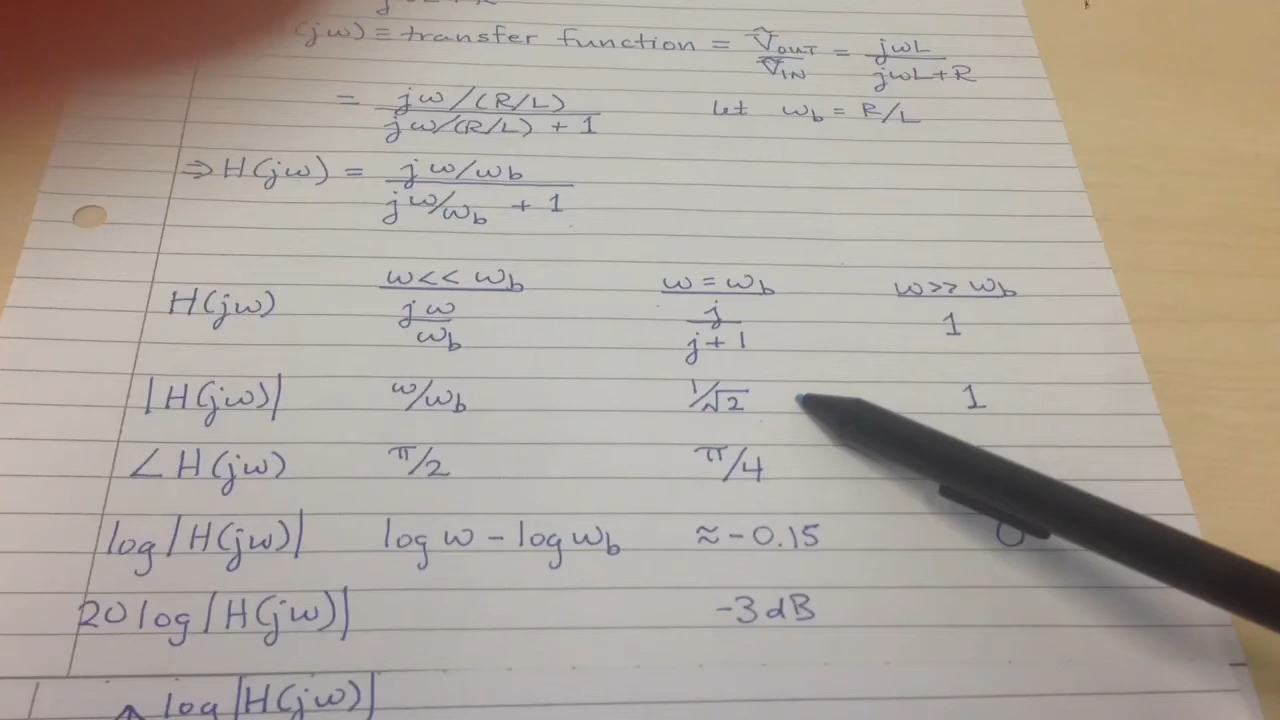 (jω) ≡ transfer function = ṼOUT/ṼIN = jωL/(jωL+R)
= jω/(R/L) / (jω/(R/L) + 1) let ωb = R/L
⇒ H(jω) = jω/ωb / (jω/ωb + 1)
ω<<ωb ω=ωb ω>>ωb
H(jω) jω/ωb j/(j+1) 1
|H(jω)| ω/ωb 1/√2 1
∠H(jω) π/2 π/4
log|H(jω)| log ω - log ωb ≈ -0.15 0
20 log|H(jω)| -3dB
log|H(jω)|